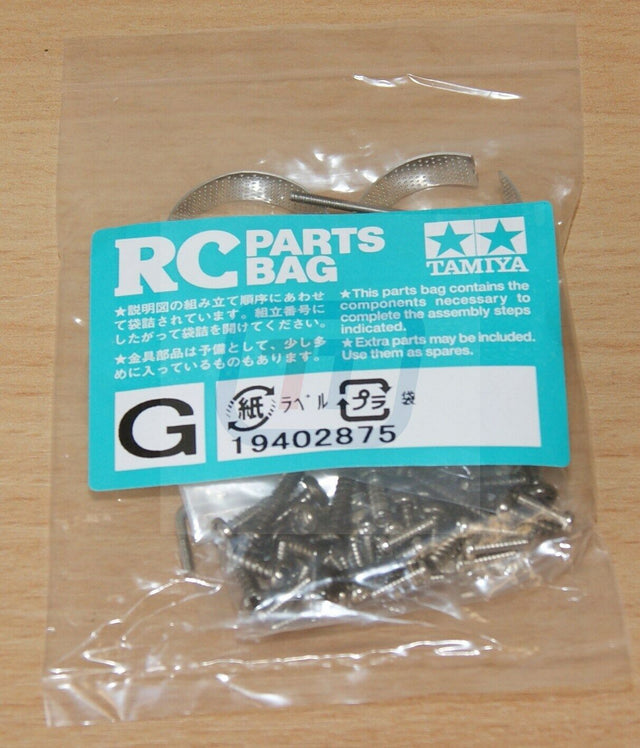 RC PARTS BAG
TAMIYA
★説明図の組み立て順序にあわせ
て袋詰されています。組立番号に
したがって袋詰を開けてください。
★金具部品は予備として、少し多
めに入っているものもあります。
★This parts bag contains the
components necessary to
complete the assembly steps
indicated.
★Extra parts may be included.
Use them as spares.
G
紙 ラベル プラ 袋
19402875